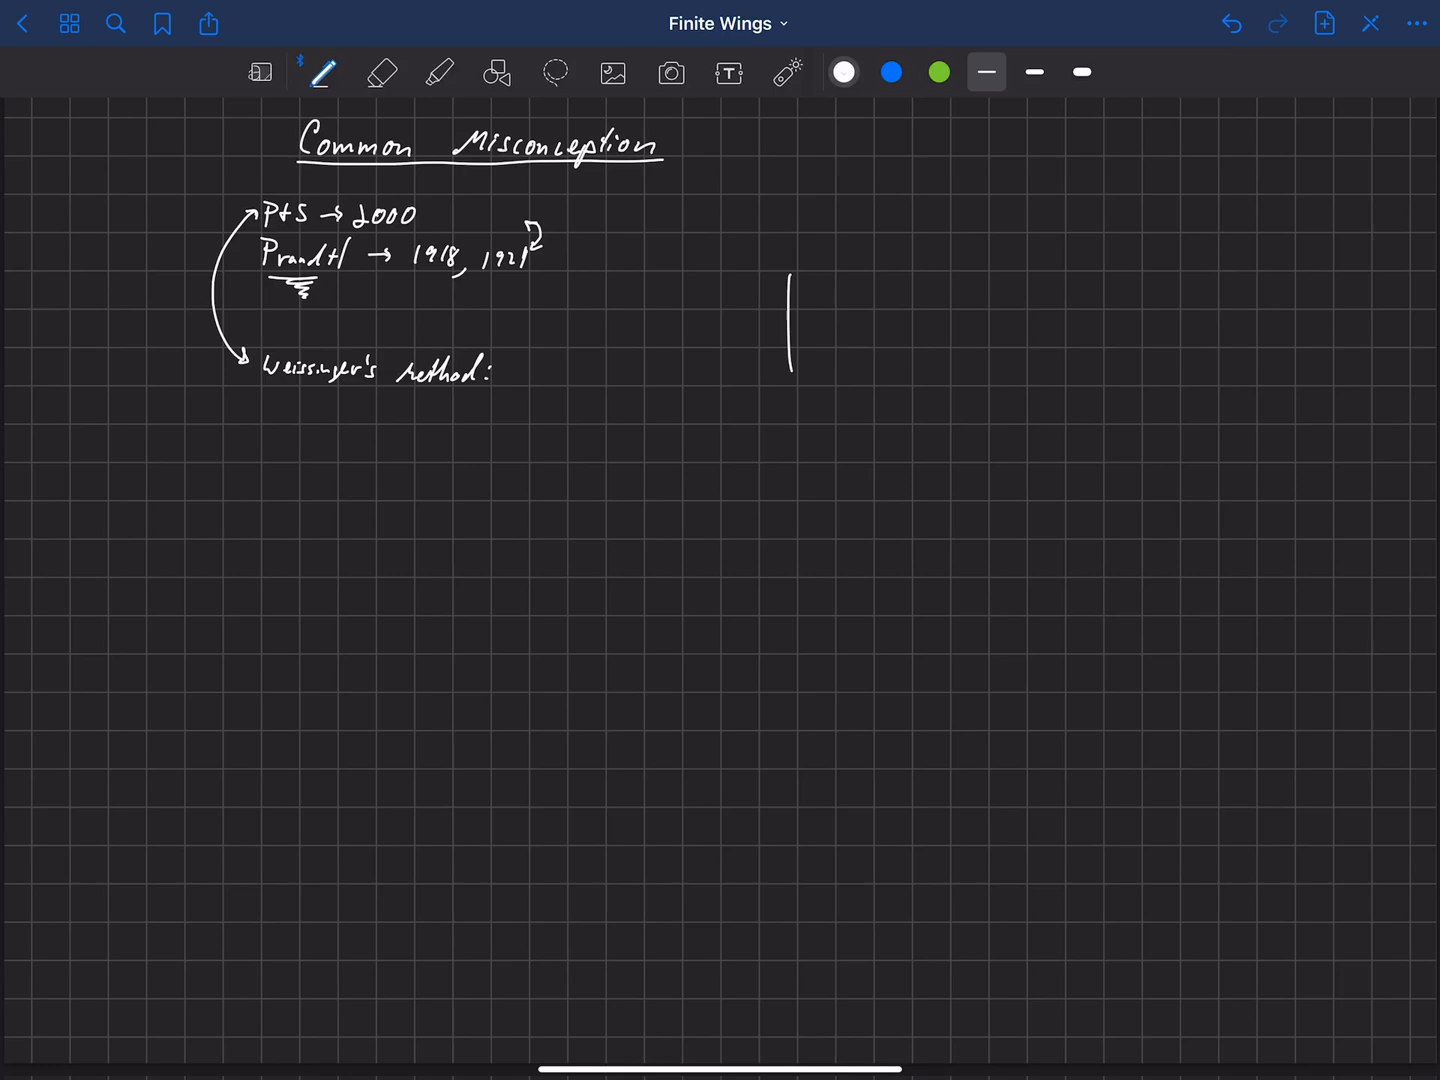 Finite Wings
Common Misconception
P+S → 2000
Prandtl → 1918, 1921
Weissinger's method: